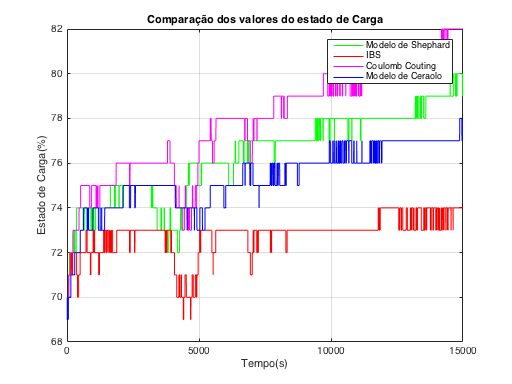 Comparação dos valores do estado de Carga
82
80
78
76
74
72
70
68
Estado de Carga(%)
0
5000
10000
15000
Tempo(s)
Modelo de Shephard
IBS
Coulomb Couting
Modelo de Ceraolo